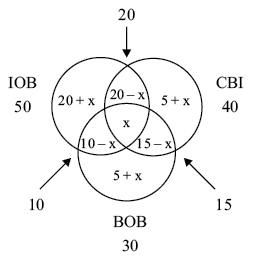 20
IOB CBI
50 40
20 + x 20 – x 5 + x
x
10 – x 15 – x
5 + x
10 15
BOB
30